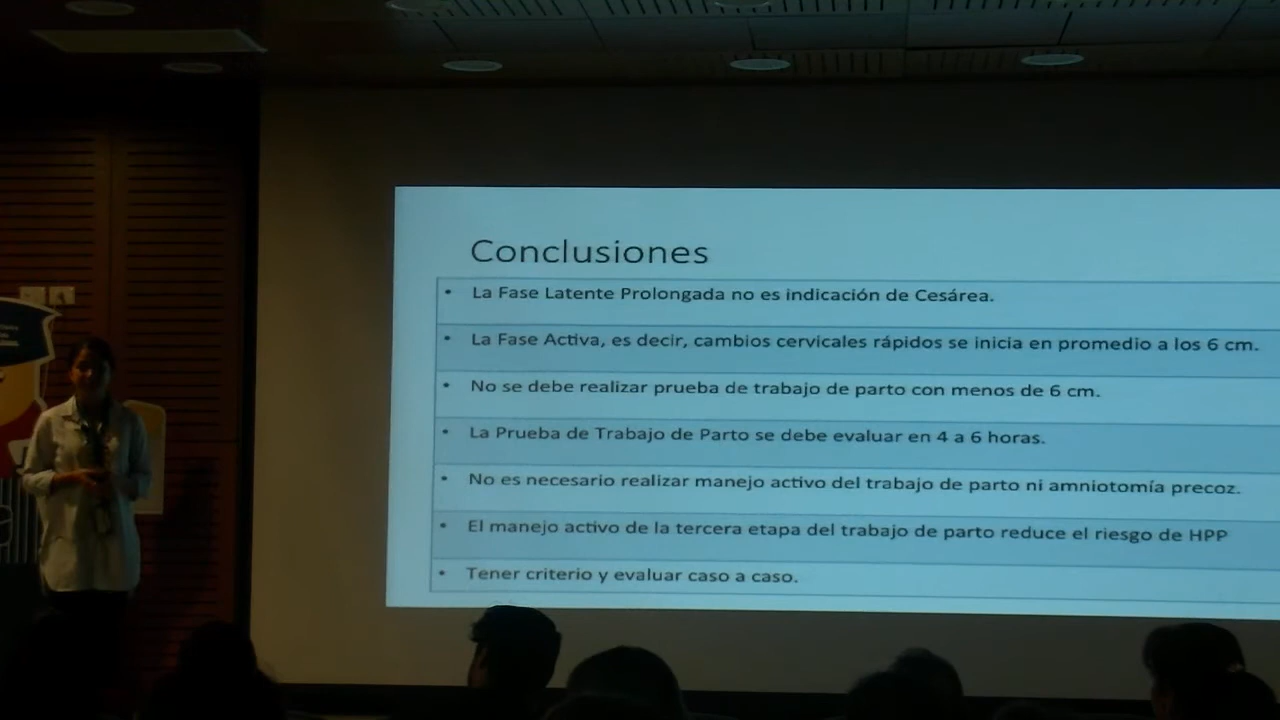 Conclusiones
• La Fase Latente Prolongada no es indicación de Cesárea.
• La Fase Activa, es decir, cambios cervicales rápidos se inicia en promedio a los 6 cm.
• No se debe realizar prueba de trabajo de parto con menos de 6 cm.
• La Prueba de Trabajo de Parto se debe evaluar en 4 a 6 horas.
• No es necesario realizar manejo activo del trabajo de parto ni amniotomía precoz.
• El manejo activo de la tercera etapa del trabajo de parto reduce el riesgo de HPP
• Tener criterio y evaluar caso a caso.